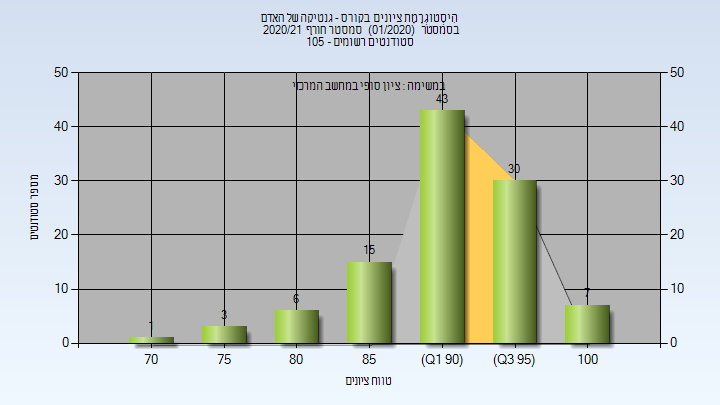 היסטוגרמת ציונים בקורס - גנטיקה של האדם
בסמסטר (01/2020) סמסטר חורף 2020/21
סטודנטים רשומים - 105
במשימה : ציון סופי במחשב המרכזי
50 50
43
40 40
30
30 30
מספר סטודנטים
20 20
15
10 10
7
6
3
1
0 0
70 75 80 85 (Q1 90) (Q3 95) 100
טווח ציונים